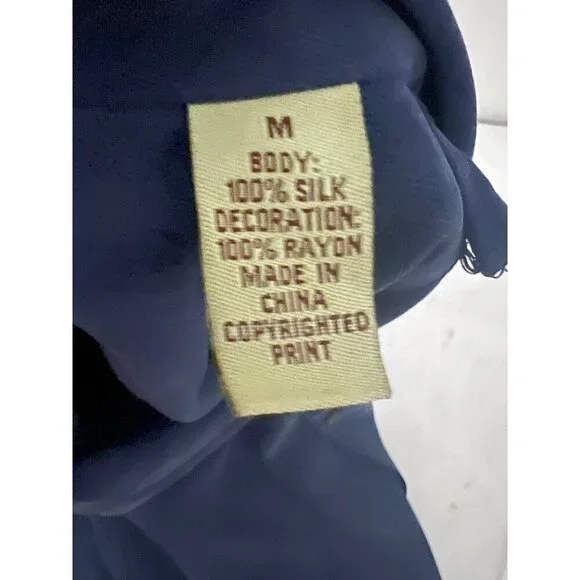 M
BODY:
100% SILK
DECORATION:
100% RAYON
MADE IN
CHINA
COPYRIGHTED
PRINT